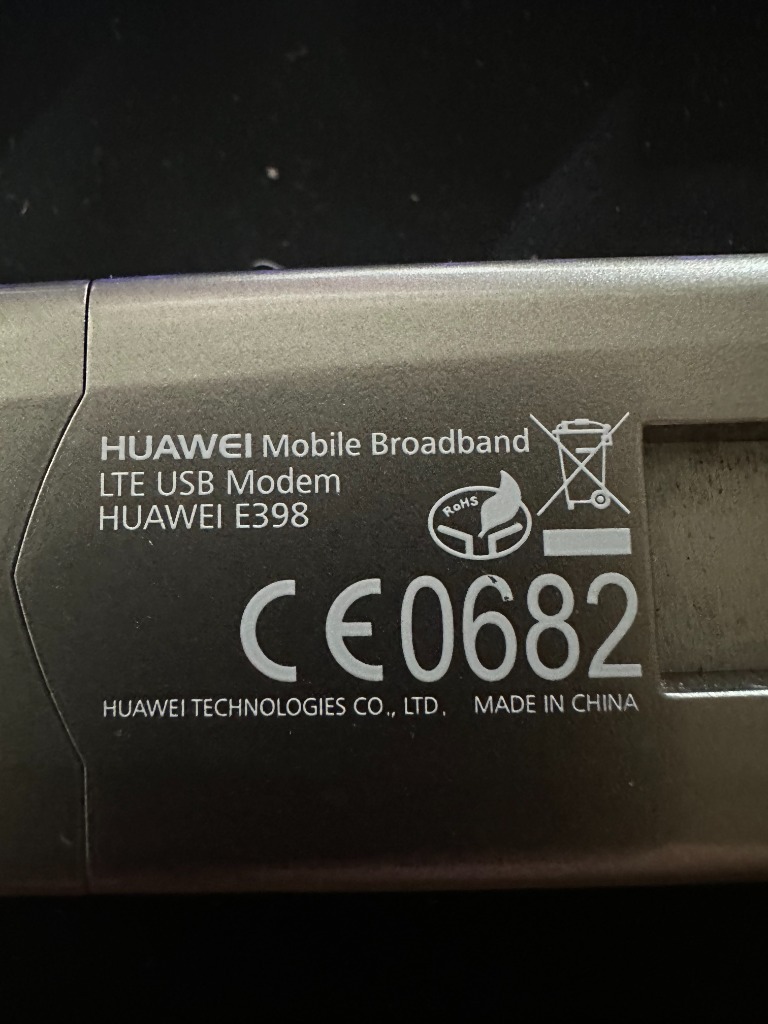 HUAWEI Mobile Broadband
LTE USB Modem
HUAWEI E398
RoHS
CE0682
HUAWEI TECHNOLOGIES CO., LTD. MADE IN CHINA